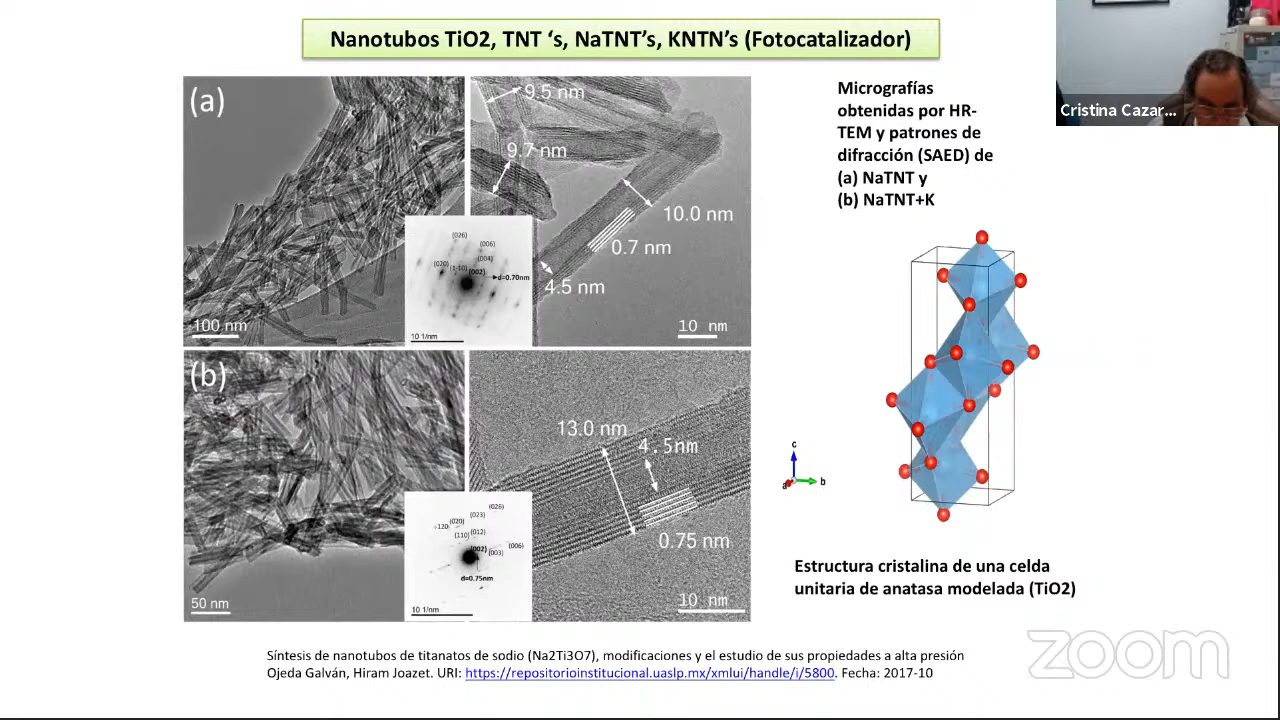 Nanotubos TiO2, TNT ‘s, NaTNT’s, KNTN’s (Fotocatalizador)
(a)
9.5 nm
9.7 nm
10.0 nm
0.7 nm
4.5 nm
100 nm
10 nm
(026)
(006)
(004)
(020)
(1-10)
(002)
d=0.70nm
10 1/nm
(b)
13.0 nm
4.5nm
0.75 nm
50 nm
10 nm
(026)
(023)
(020)
-120
(110)
(012)
(002)
(003)
(006)
d=0.75nm
10 1/nm
Micrografías
obtenidas por HR-
TEM y patrones de
difracción (SAED) de
(a) NaTNT y
(b) NaTNT+K
Cristina Cazar...
c
a
b
Estructura cristalina de una celda
unitaria de anatasa modelada (TiO2)
Síntesis de nanotubos de titanatos de sodio (Na2Ti3O7), modificaciones y el estudio de sus propiedades a alta presión
Ojeda Galván, Hiram Joazet. URI: https://repositorioinstitucional.uaslp.mx/xmlui/handle/i/5800. Fecha: 2017-10
zoom